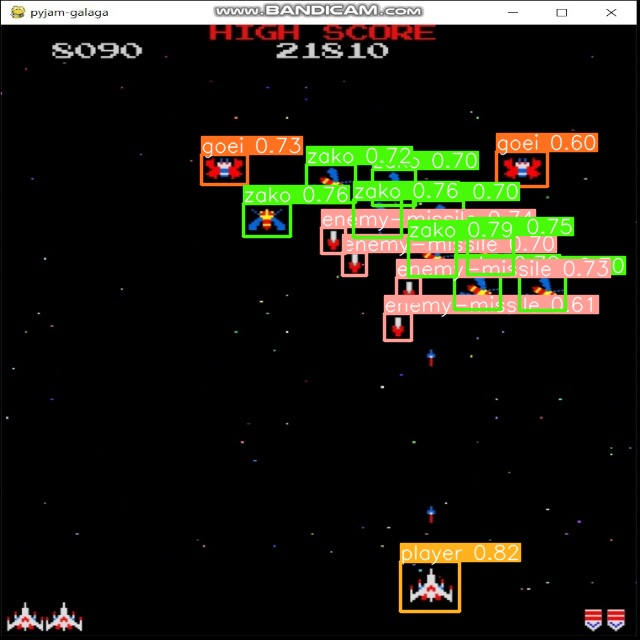 pyjam-galaga
www.BANDICAM.com
HIGH SCORE
8090 21810
goei 0.73
goei 0.60
zako 0.72
0.70
zako 0.76
zako 0.76
0.70
enemy-missile 0.74
zako 0.79
0.75
enemy-missile 0.70
enemy-missile 0.73
enemy-missile 0.61
player 0.82